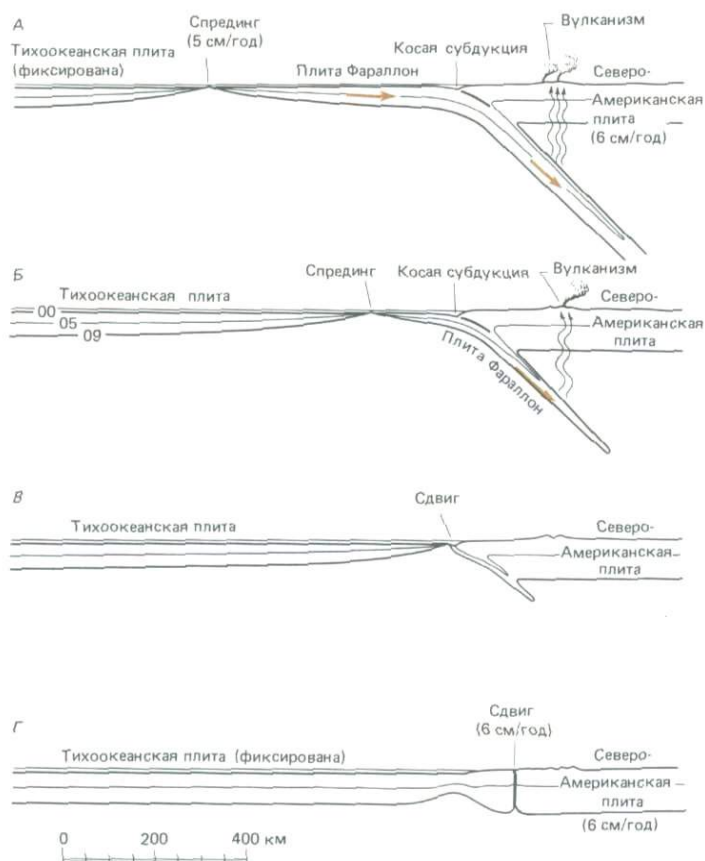 А
Спрединг
(5 см/год)
Вулканизм
Тихоокеанская плита
(фиксирована)
Косая субдукция
Плита Фараллон
Северо-
Американская
плита
(6 см/год)
Б
Спрединг
Косая субдукция
Вулканизм
Тихоокеанская плита
Северо-
00
05
09
Американская
плита
Плита Фараллон
В
Сдвиг
Тихоокеанская плита
Северо-
Американская
плита
Г
Сдвиг
(6 см/год)
Тихоокеанская плита (фиксирована)
Северо-
Американская
плита
(6 см/год)
0 200 400 км